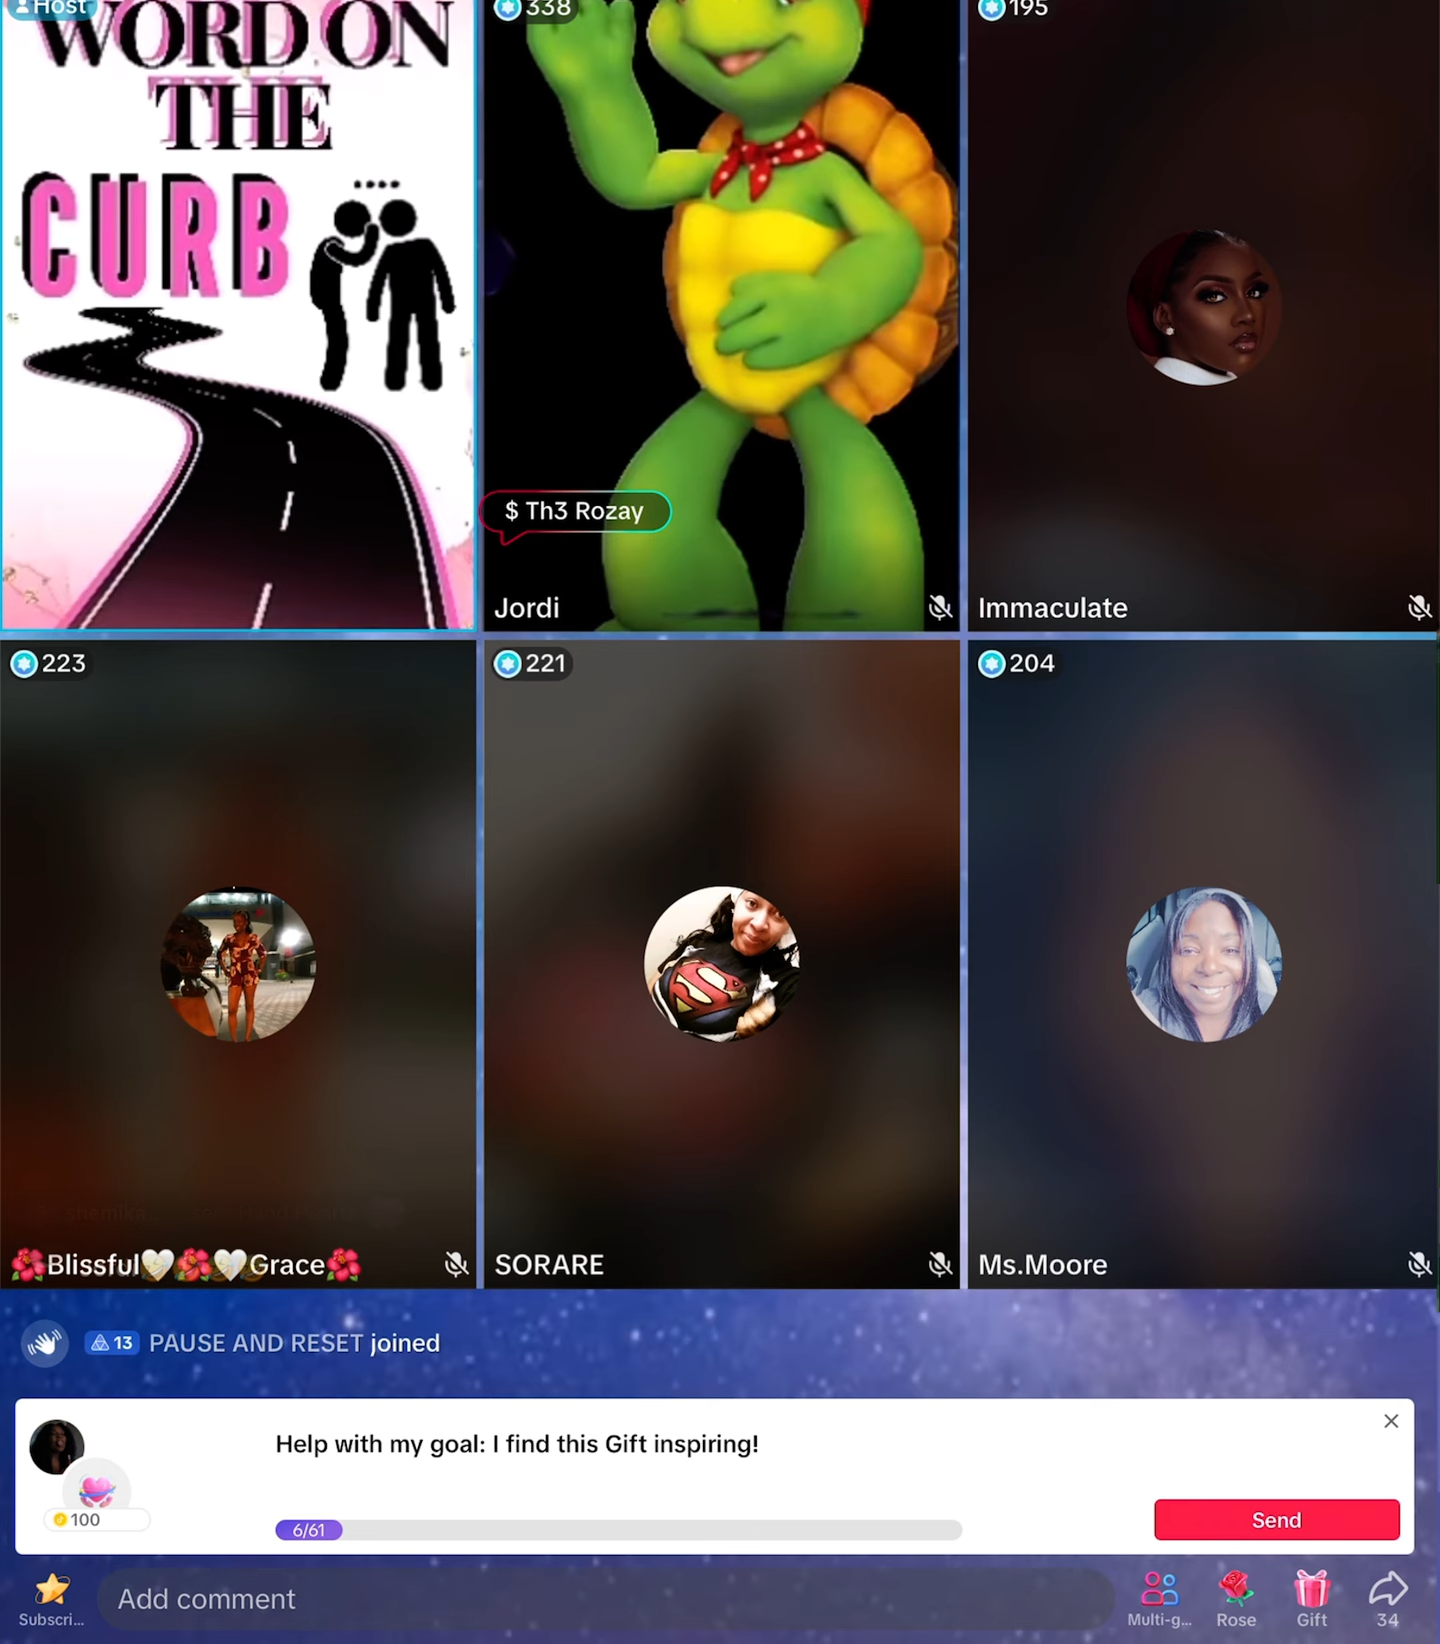 Host
338
195
WORD ON
THE
CURB
$ Th3 Rozay
Jordi
Immaculate
223
221
204
🌺Blissful🤍🌺🤍Grace🌺
SORARE
Ms.Moore
13 PAUSE AND RESET joined
Help with my goal: I find this Gift inspiring!
100
6/61
Send
Add comment
Subscri...
Multi-g...
Rose
Gift
34